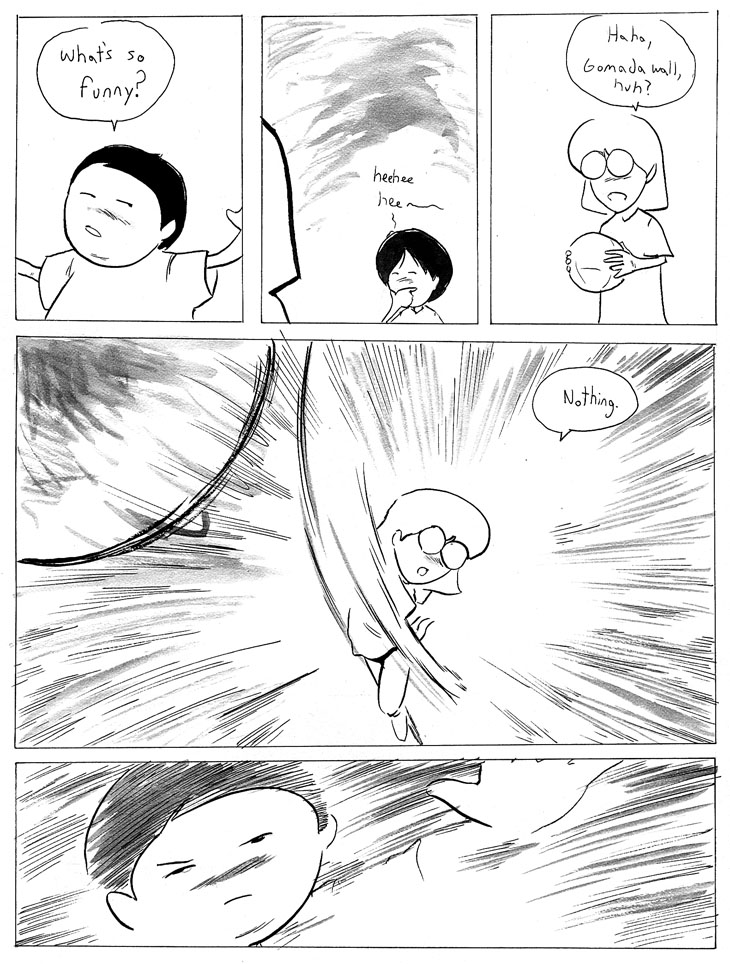 What's so
funny?
heehee
hee
Haha,
Gomada wall,
huh?
Nothing.